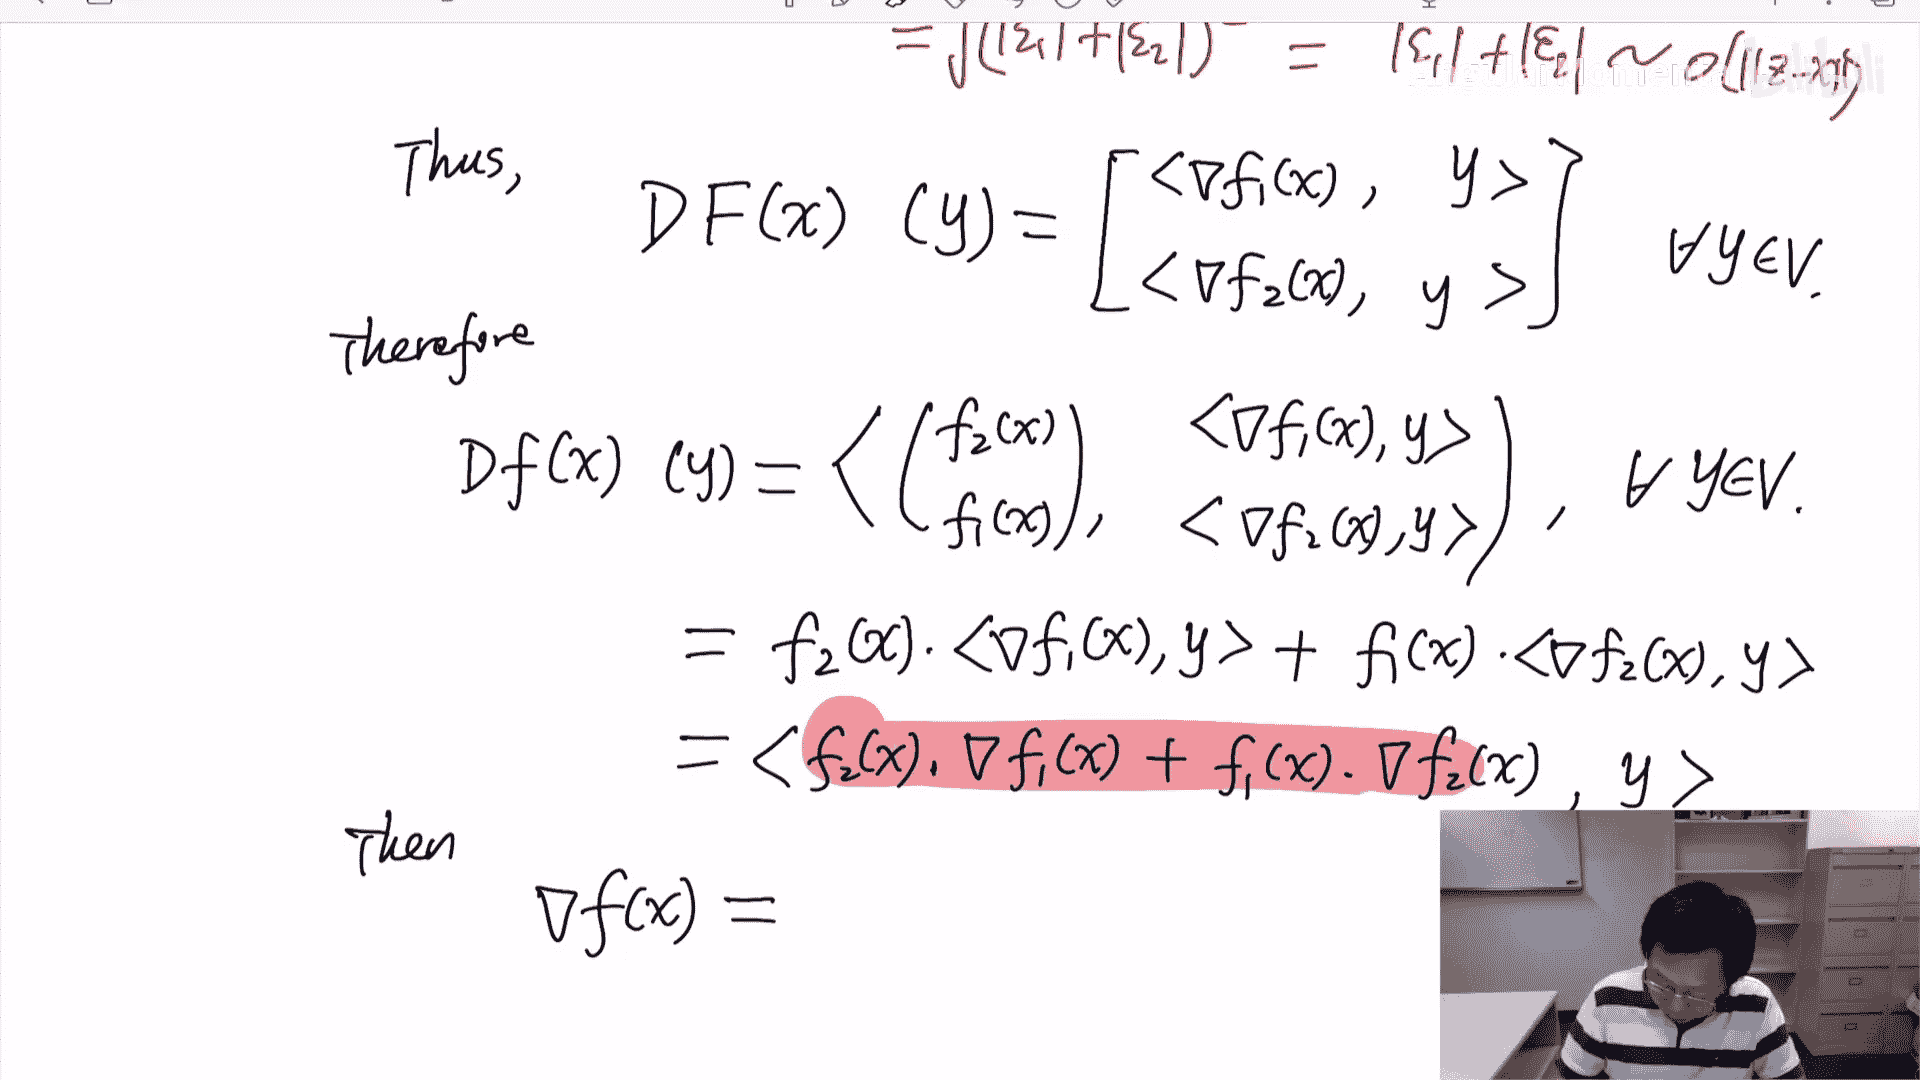 = √(|ε₁|+|ε₂|)² = |ε₁|+|ε₂| ~ o(||z-x||)
Thus,
DF(x) (y) = [ <∇f₁(x), y> <∇f₂(x), y> ] ∀ y∈V.
Therefore
Df(x) (y) = ⟨ ( f₂(x) f₁(x) ), <∇f₁(x), y> <∇f₂(x), y> ), ∀ y∈V.
= f₂(x)·<∇f₁(x), y> + f₁(x)·<∇f₂(x), y>
= <f₂(x)·∇f₁(x) + f₁(x)·∇f₂(x), y>
Then
∇f(x) =